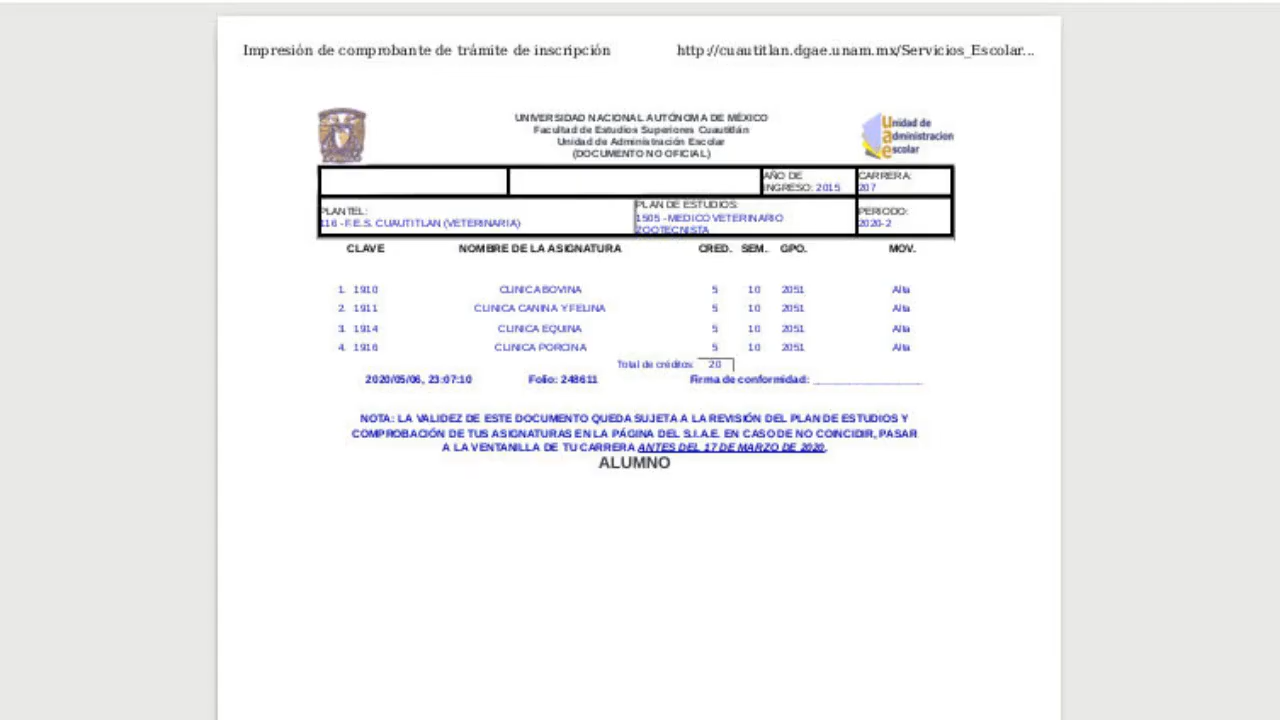 Impresión de comprobante de trámite de inscripción http://cuautitlan.dgae.unam.mx/Servicios_Escolar...
UNIVERSIDAD NACIONAL AUTÓNOMA DE MÉXICO
Facultad de Estudios Superiores Cuautitlán
Unidad de Administración Escolar
(DOCUMENTO NO OFICIAL)
Unidad de
administracion
escolar
AÑO DE
INGRESO: 2015
CARRERA:
207
PLANTEL:
116 - F.E.S. CUAUTITLAN (VETERINARIA)
PLAN DE ESTUDIOS:
1505 - MEDICO VETERINARIO
ZOOTECNISTA
PERIODO:
2020-2
CLAVE NOMBRE DE LA ASIGNATURA CRED. SEM. GPO. MOV.
1. 1910 CLINICA BOVINA 5 10 2051 Alta
2. 1911 CLINICA CANINA Y FELINA 5 10 2051 Alta
3. 1914 CLINICA EQUINA 5 10 2051 Alta
4. 1916 CLINICA PORCINA 5 10 2051 Alta
Total de créditos: 20
2020/05/06, 23:07:10 Folio: 248611 Firma de conformidad: ____________________
NOTA: LA VALIDEZ DE ESTE DOCUMENTO QUEDA SUJETA A LA REVISIÓN DEL PLAN DE ESTUDIOS Y
COMPROBACIÓN DE TUS ASIGNATURAS EN LA PÁGINA DEL S.I.A.E. EN CASO DE NO COINCIDIR, PASAR
A LA VENTANILLA DE TU CARRERA ANTES DEL 17 DE MARZO DE 2020.
ALUMNO